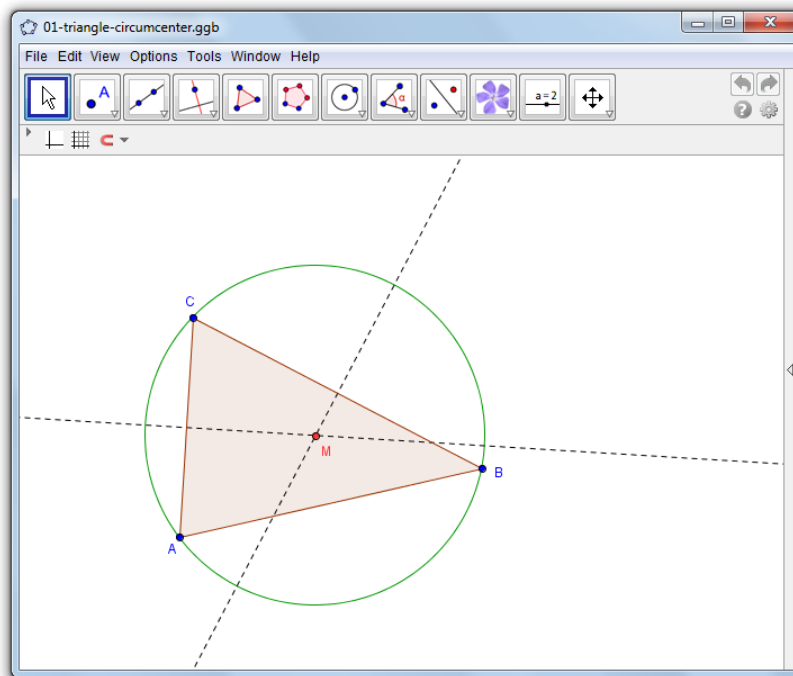 01-triangle-circumcenter.ggb
File Edit View Options Tools Window Help
A
α
a=2
C
M
B
A